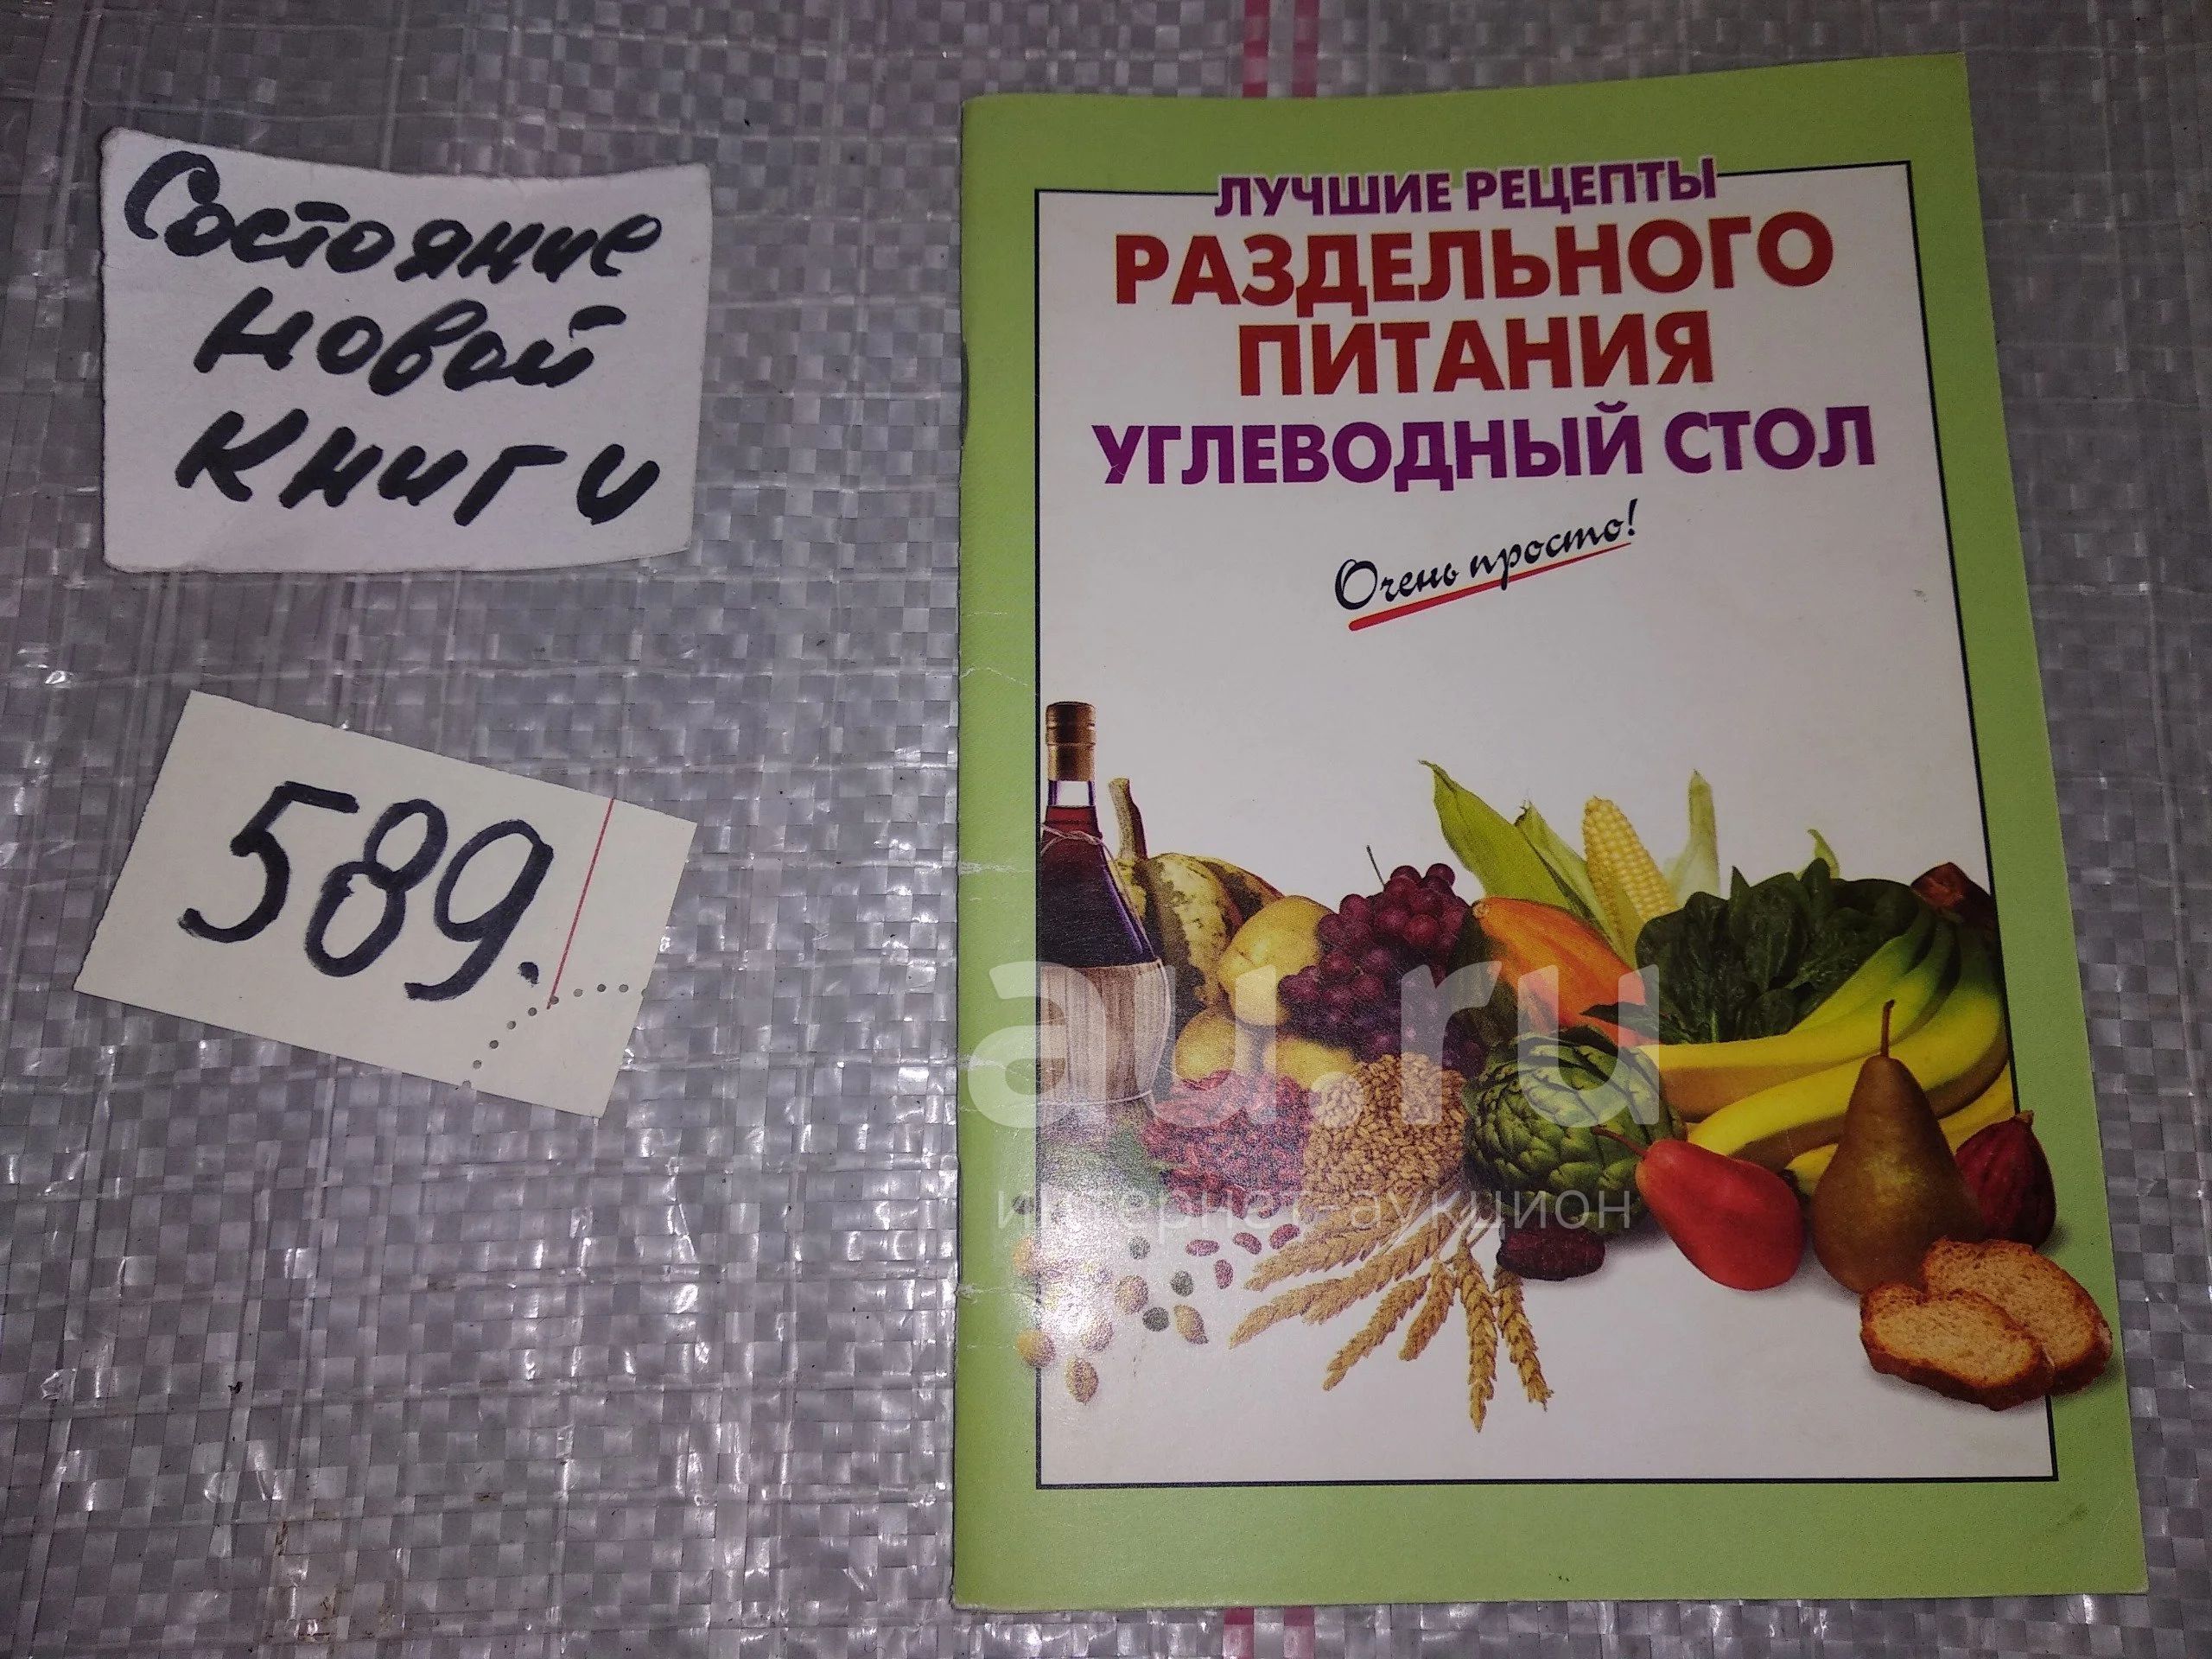 Состояние
новой
книги
589.
ЛУЧШИЕ РЕЦЕПТЫ
РАЗДЕЛЬНОГО
ПИТАНИЯ
УГЛЕВОДНЫЙ СТОЛ
Очень просто!
au.ru
интернет-аукцион